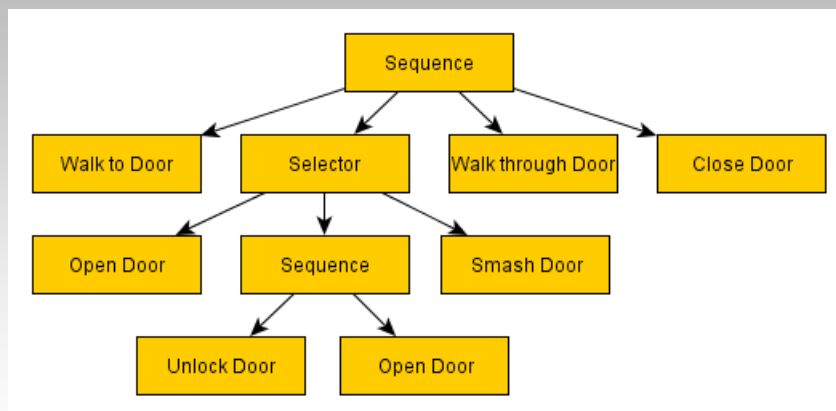 Sequence
Walk to Door
Selector
Walk through Door
Close Door
Open Door
Sequence
Smash Door
Unlock Door
Open Door